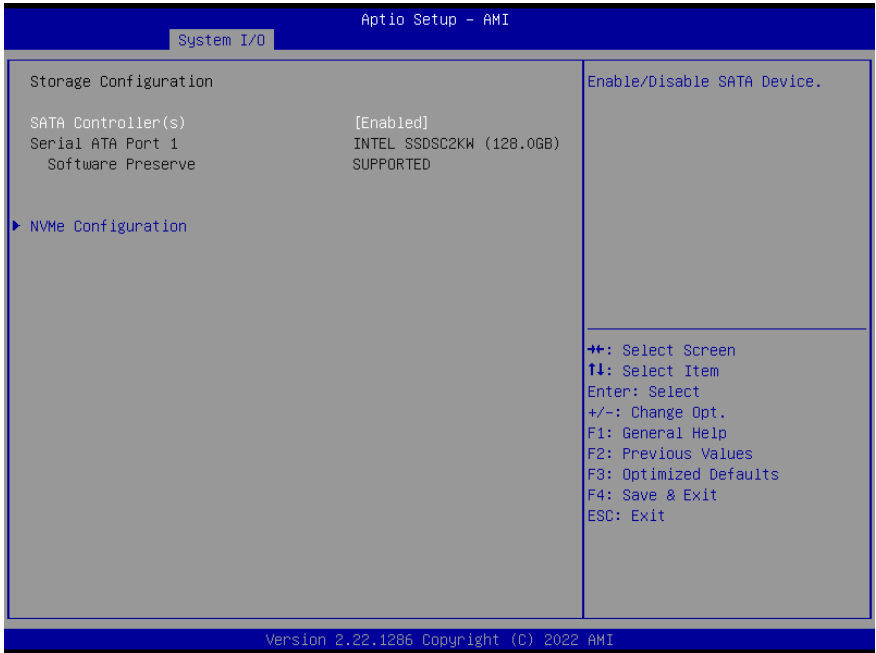 Aptio Setup – AMI
System I/O
Storage Configuration
SATA Controller(s) [Enabled]
Serial ATA Port 1 INTEL SSDSC2KW (128.0GB)
Software Preserve SUPPORTED
NVMe Configuration
Enable/Disable SATA Device.
→←: Select Screen
↑↓: Select Item
Enter: Select
+/-: Change Opt.
F1: General Help
F2: Previous Values
F3: Optimized Defaults
F4: Save & Exit
ESC: Exit
Version 2.22.1286 Copyright (C) 2022 AMI